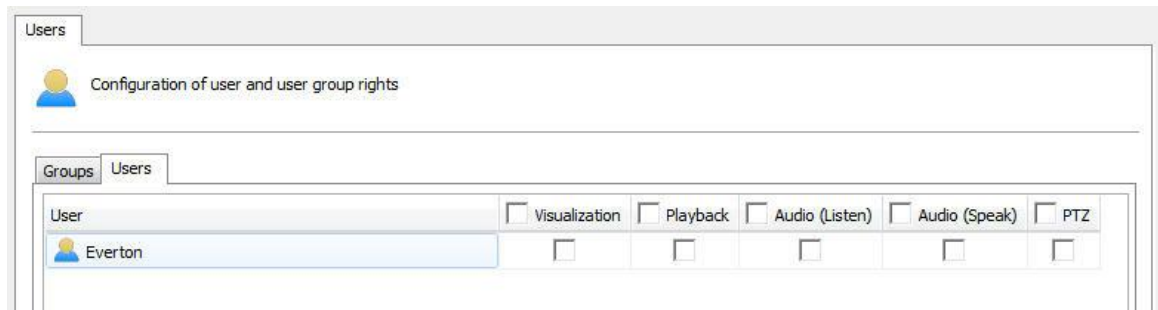 Users
Configuration of user and user group rights
Groups Users
User Visualization Playback Audio (Listen) Audio (Speak) PTZ
Everton